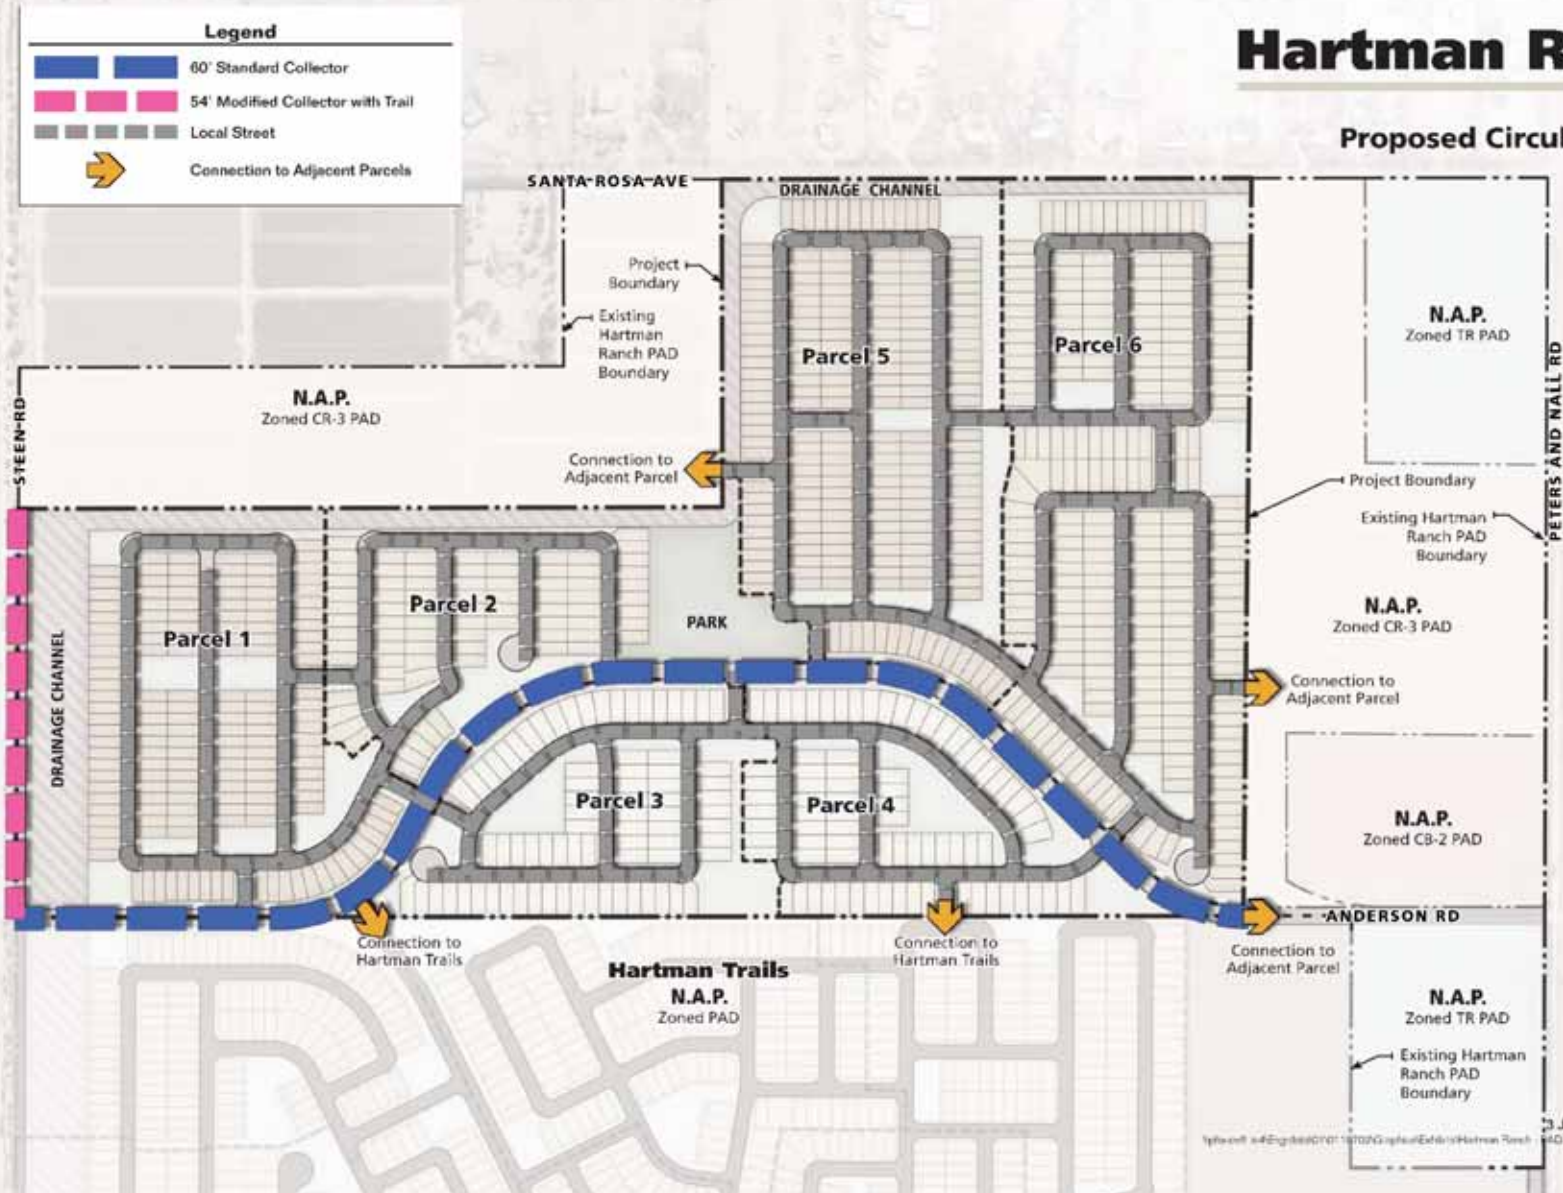 Legend
60' Standard Collector
54' Modified Collector with Trail
Local Street
Connection to Adjacent Parcels
Hartman R
Proposed Circul
SANTA ROSA AVE
DRAINAGE CHANNEL
Project
Boundary
Existing
Hartman
Ranch PAD
Boundary
N.A.P.
Zoned CR-3 PAD
STEEN RD
Parcel 5
Parcel 6
N.A.P.
Zoned TR PAD
PETERS AND NALL RD
Connection to
Adjacent Parcel
Project Boundary
Existing Hartman
Ranch PAD
Boundary
Parcel 1
Parcel 2
PARK
N.A.P.
Zoned CR-3 PAD
DRAINAGE CHANNEL
Connection to
Adjacent Parcel
Parcel 3
Parcel 4
N.A.P.
Zoned CB-2 PAD
ANDERSON RD
Connection to
Hartman Trails
Connection to
Hartman Trails
Connection to
Adjacent Parcel
Hartman Trails
N.A.P.
Zoned PAD
N.A.P.
Zoned TR PAD
Existing Hartman
Ranch PAD
Boundary
3 J